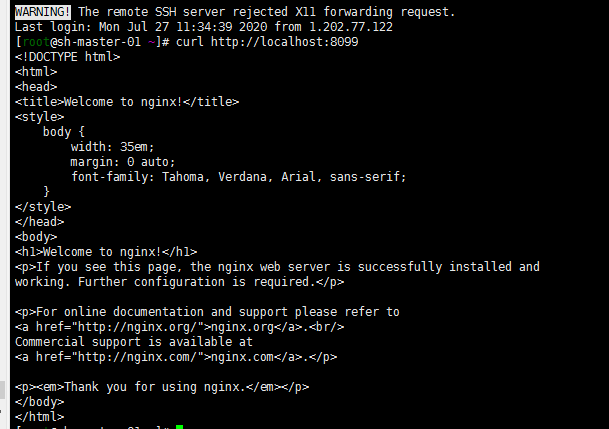 WARNING! The remote SSH server rejected X11 forwarding request.
Last login: Mon Jul 27 11:34:39 2020 from 1.202.77.122
[root@sh-master-01 ~]# curl http://localhost:8099
<!DOCTYPE html>
<html>
<head>
<title>Welcome to nginx!</title>
<style>
    body {
        width: 35em;
        margin: 0 auto;
        font-family: Tahoma, Verdana, Arial, sans-serif;
    }
</style>
</head>
<body>
<h1>Welcome to nginx!</h1>
<p>If you see this page, the nginx web server is successfully installed and
working. Further configuration is required.</p>

<p>For online documentation and support please refer to
<a href="http://nginx.org/">nginx.org</a>.<br/>
Commercial support is available at
<a href="http://nginx.com/">nginx.com</a>.</p>

<p><em>Thank you for using nginx.</em></p>
</body>
</html>